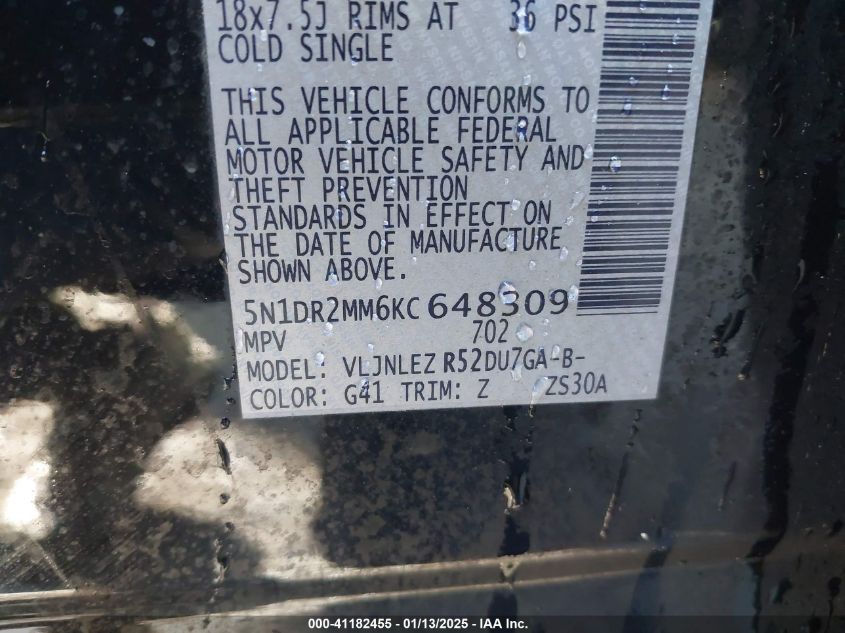 18x7.5J RIMS AT 36 PSI
COLD SINGLE
THIS VEHICLE CONFORMS TO
ALL APPLICABLE FEDERAL
MOTOR VEHICLE SAFETY AND
THEFT PREVENTION
STANDARDS IN EFFECT ON
THE DATE OF MANUFACTURE
SHOWN ABOVE.
5N1DR2MM6KC648309
MPV 702
MODEL: VLJNLEZ R52DU7GA-B-
COLOR: G41 TRIM: Z ZS30A
000-41182455 - 01/13/2025 - IAA Inc.